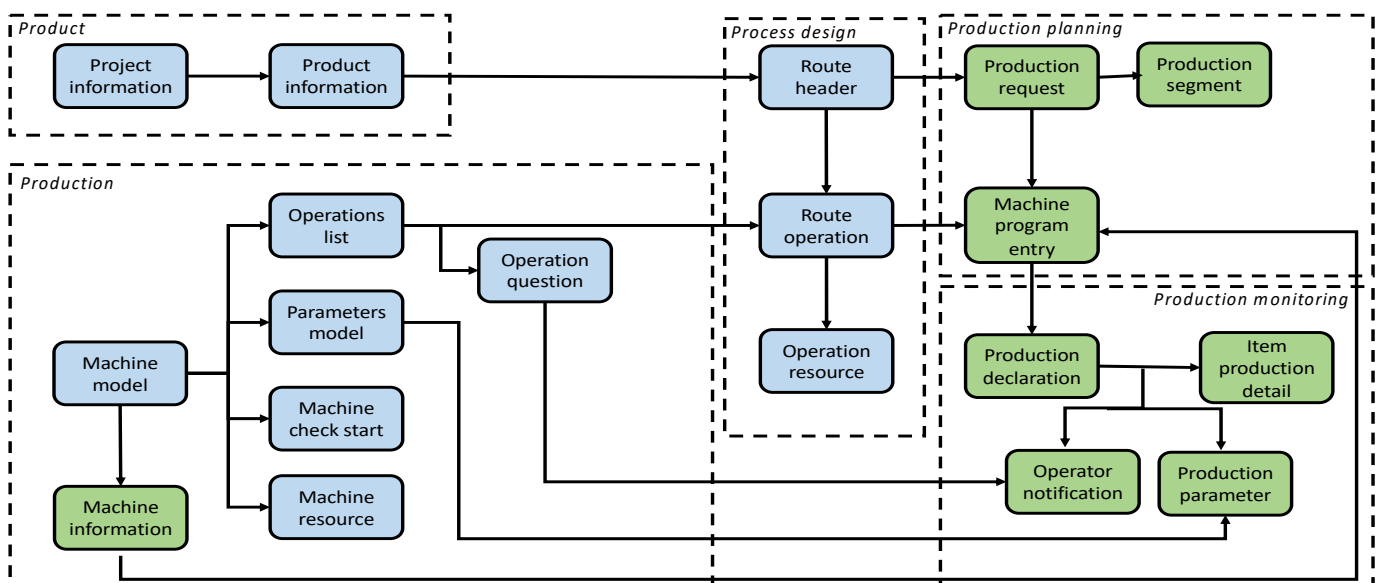 Product
Project
information
Product
information
Process design
Route
header
Route
operation
Operation
resource
Production planning
Production
request
Production
segment
Machine
program
entry
Production
Operations
list
Operation
question
Parameters
model
Machine
model
Machine
check start
Machine
information
Machine
resource
Production monitoring
Production
declaration
Item
production
detail
Operator
notification
Production
parameter